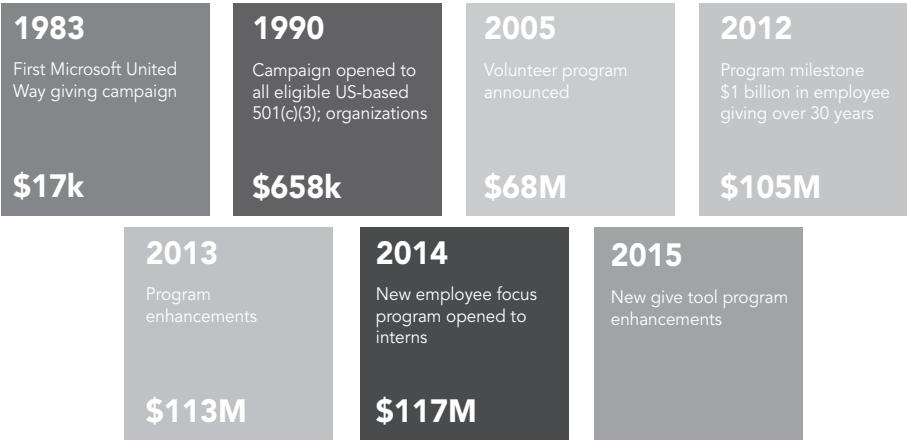 1983
First Microsoft United
Way giving campaign
$17k
1990
Campaign opened to
all eligible US-based
501(c)(3); organizations
$658k
2005
Volunteer program
announced
$68M
2012
Program milestone
$1 billion in employee
giving over 30 years
$105M
2013
Program
enhancements
$113M
2014
New employee focus
program opened to
interns
$117M
2015
New give tool program
enhancements